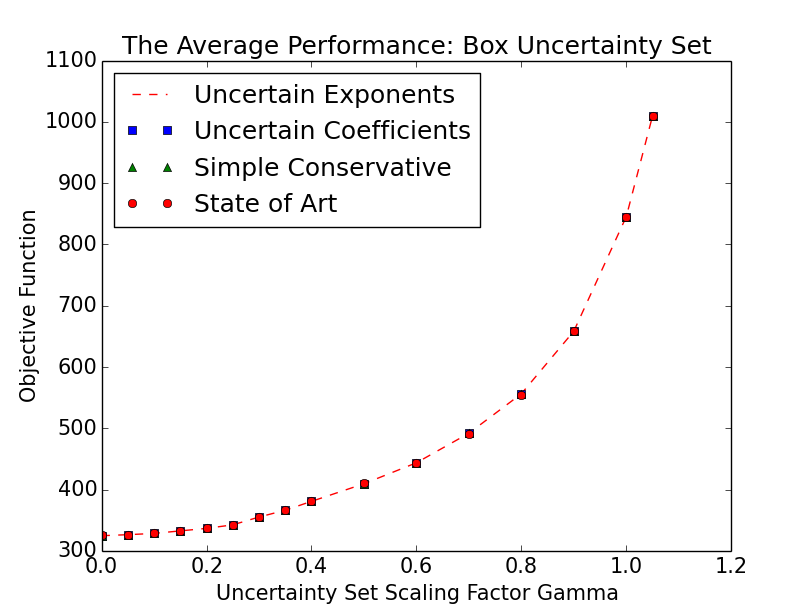 The Average Performance: Box Uncertainty Set
1100
1000
900
800
700
600
500
400
300
Objective Function
Uncertain Exponents
Uncertain Coefficients
Simple Conservative
State of Art
0.0 0.2 0.4 0.6 0.8 1.0 1.2
Uncertainty Set Scaling Factor Gamma